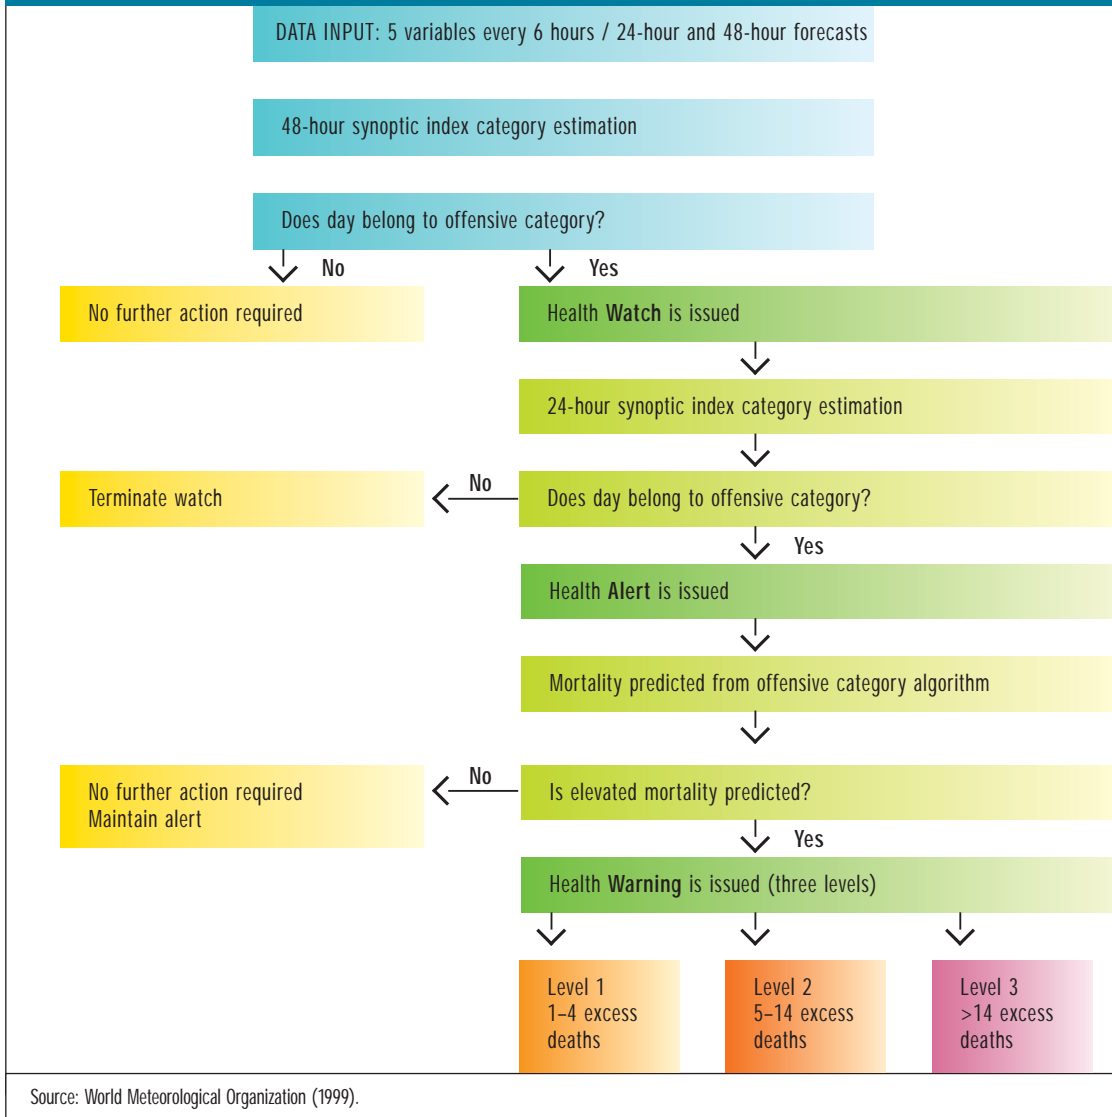 DATA INPUT: 5 variables every 6 hours / 24-hour and 48-hour forecasts
48-hour synoptic index category estimation
Does day belong to offensive category?
No
Yes
No further action required
Health Watch is issued
24-hour synoptic index category estimation
Terminate watch
No
Does day belong to offensive category?
Yes
Health Alert is issued
Mortality predicted from offensive category algorithm
No further action required
Maintain alert
No
Is elevated mortality predicted?
Yes
Health Warning is issued (three levels)
Level 1
1–4 excess
deaths
Level 2
5–14 excess
deaths
Level 3
>14 excess
deaths
Source: World Meteorological Organization (1999).